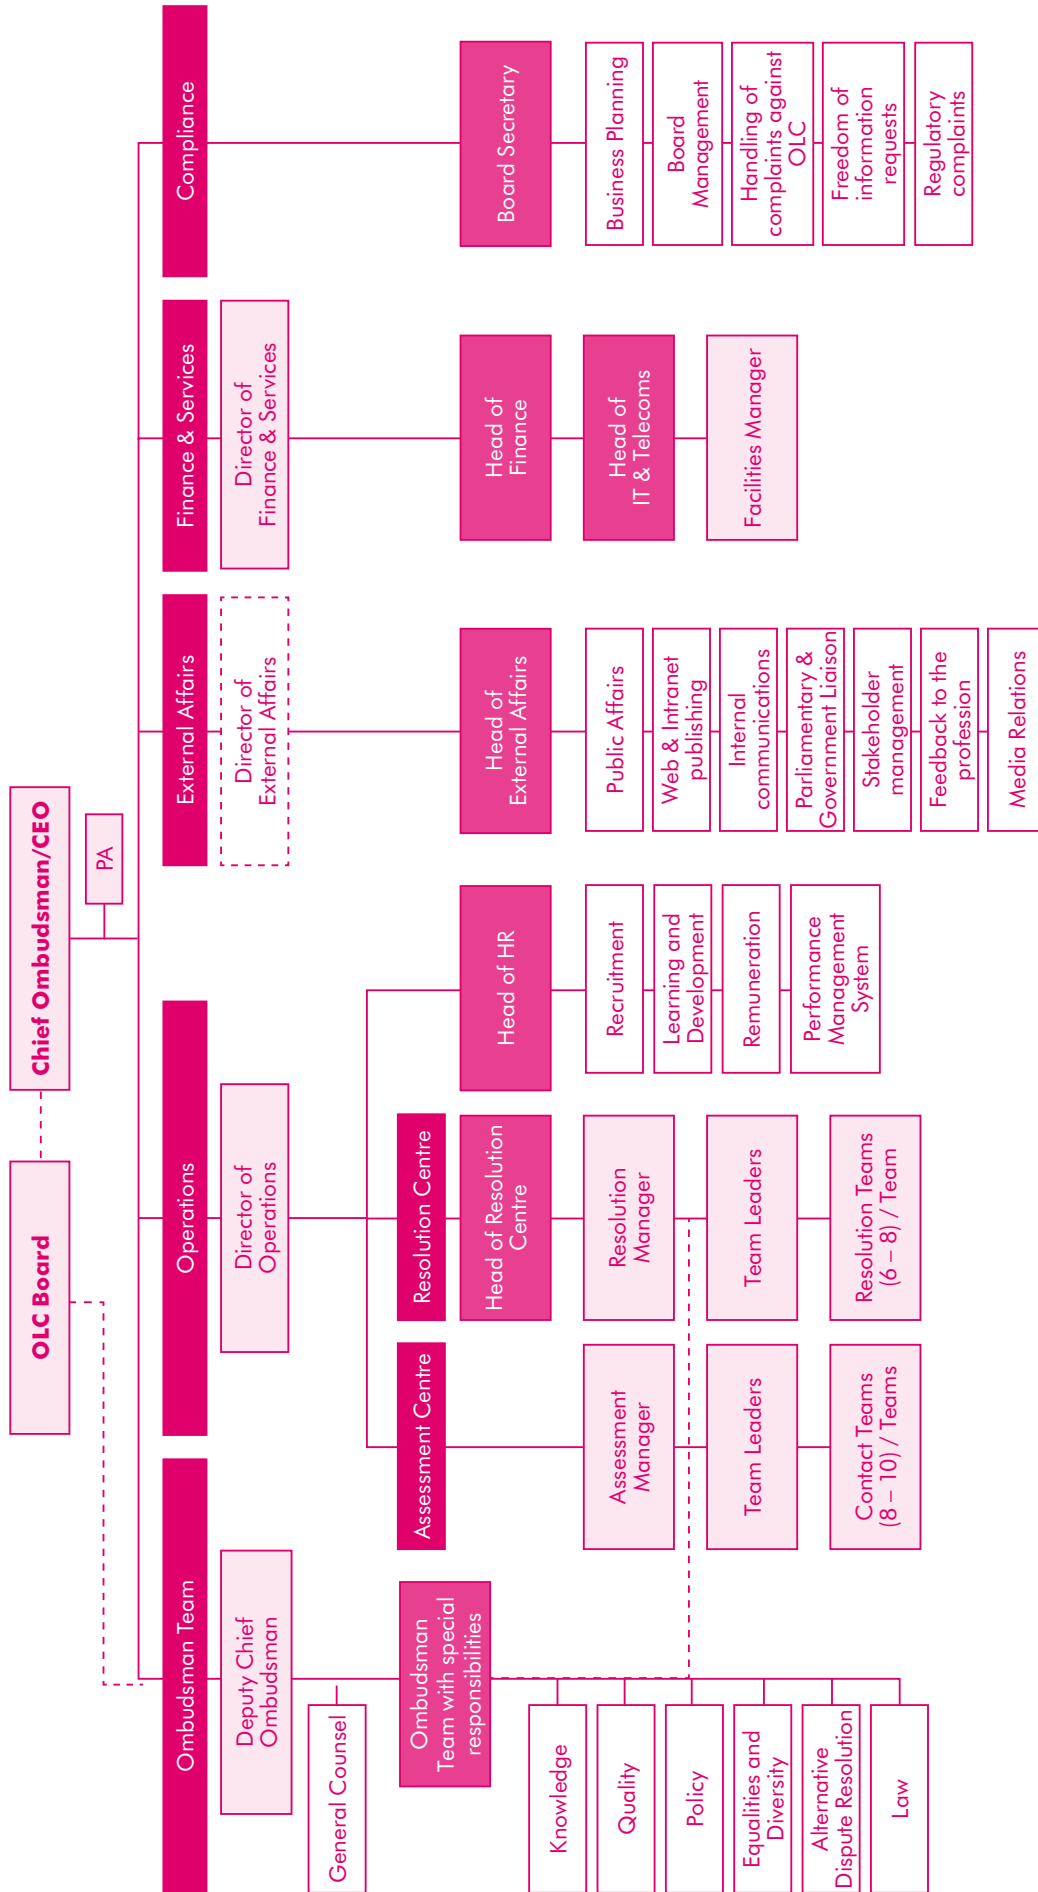 OLC Board
Chief Ombudsman/CEO
PA
Ombudsman Team
Operations
External Affairs
Finance & Services
Compliance
Deputy Chief
Ombudsman
Director of
Operations
Director of
External Affairs
Director of
Finance & Services
General Counsel
Ombudsman
Team with special
responsibilities
Knowledge
Quality
Policy
Equalities and
Diversity
Alternative
Dispute Resolution
Law
Assessment Centre
Assessment
Manager
Team Leaders
Contact Teams
(8 – 10) / Teams
Resolution Centre
Head of Resolution
Centre
Resolution
Manager
Team Leaders
Resolution Teams
(6 – 8) / Team
Head of HR
Recruitment
Learning and
Development
Remuneration
Performance
Management
System
Head of
External Affairs
Public Affairs
Web & Intranet
publishing
Internal
communications
Parliamentary &
Government Liaison
Stakeholder
management
Feedback to the
profession
Media Relations
Head of
Finance
Head of
IT & Telecoms
Facilities Manager
Board Secretary
Business Planning
Board
Management
Handling of
complaints against
OLC
Freedom of
information
requests
Regulatory
complaints